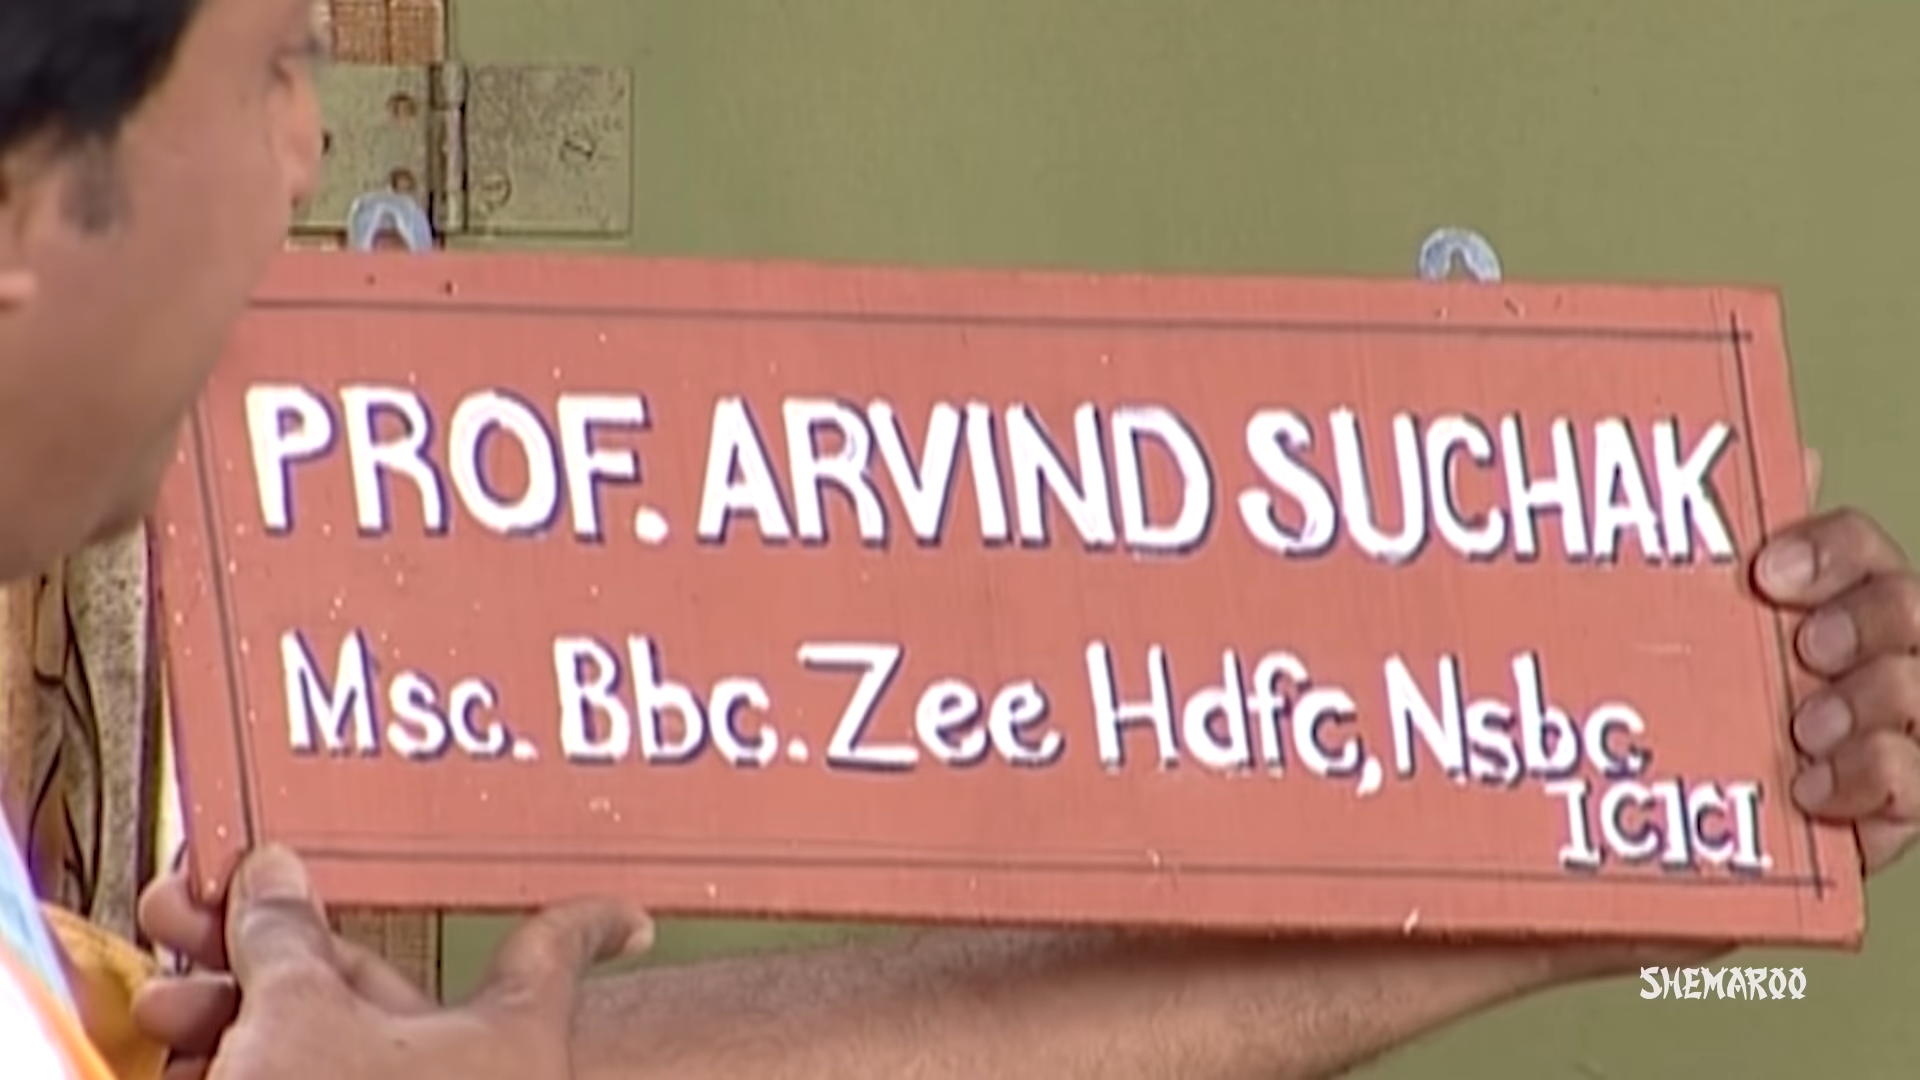 PROF. ARVIND SUCHAK
Msc. Bbc. Zee Hdfc, Nsbc
ICICI
SHEMAROO